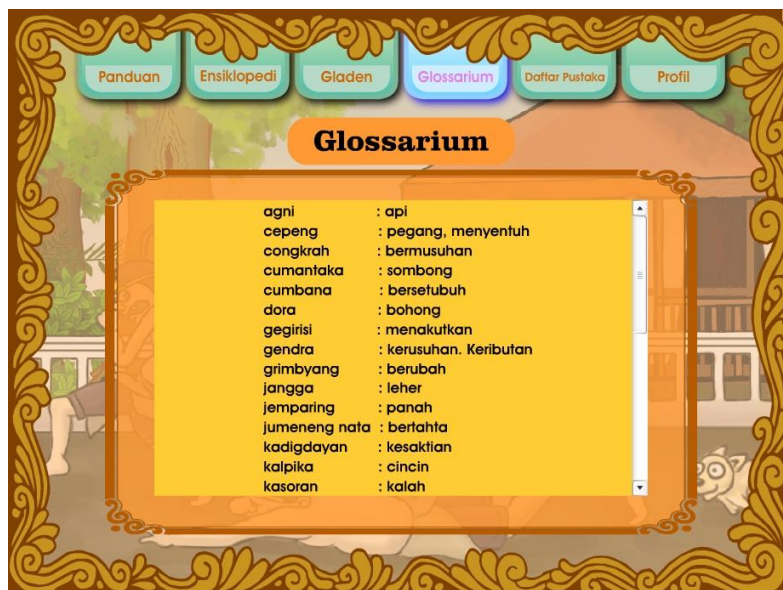 Panduan Ensiklopedi Gladen Glossarium Daftar Pustaka Profil
Glossarium
agni : api
cepeng : pegang, menyentuh
congkrah : bermusuhan
cumantaka : sombong
cumbana : bersetubuh
dora : bohong
gegirisi : menakutkan
gendra : kerusuhan. Keributan
grimbyang : berubah
jangga : leher
jemparing : panah
jumeneng nata : bertahta
kadigdayan : kesaktian
kalpika : cincin
kasoran : kalah